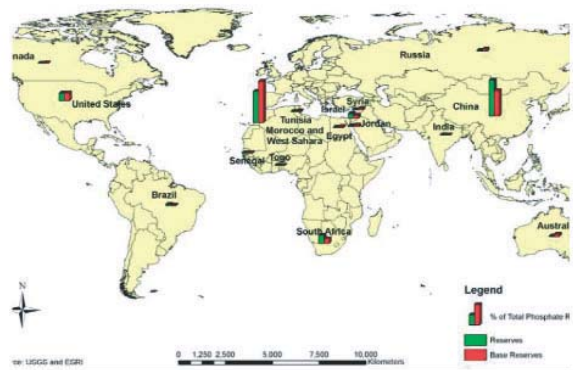 nada
Russia
United States
Tunisia
Israel
Syria
China
Morocco and
West Sahara
Jordan
Egypt
India
Senegal
Togo
Brazil
South Africa
Austral
N
Legend
% of Total Phosphate R
Reserves
Base Reserves
0 1,250 2,500 5,000 7,500 10,000
Kilometers
ce: USGS and ESRI